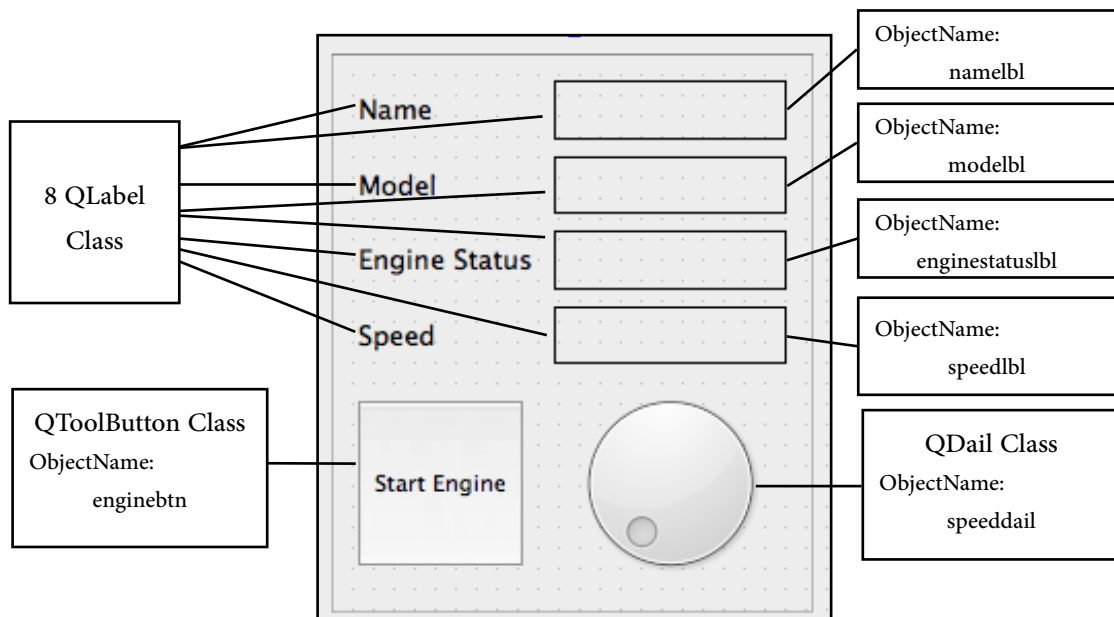 8 QLabel
Class
QToolButton Class
ObjectName:
enginebtn
Name
Model
Engine Status
Speed
Start Engine
ObjectName:
namelbl
ObjectName:
modelbl
ObjectName:
enginestatuslbl
ObjectName:
speedlbl
QDail Class
ObjectName:
speeddail